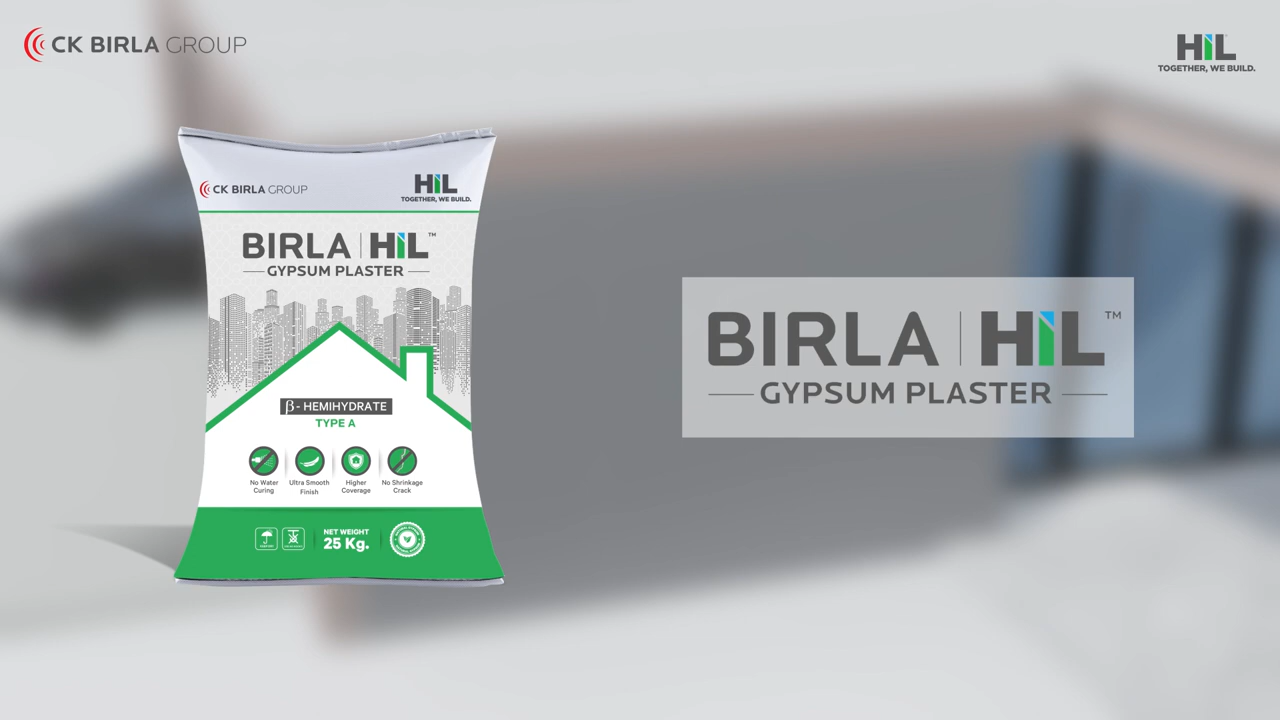 CK BIRLA GROUP
HiL
TOGETHER, WE BUILD.
CK BIRLA GROUP
HiL
TOGETHER, WE BUILD.
BIRLA | HiL™
GYPSUM PLASTER
β - HEMIHYDRATE
TYPE A
No Water
Curing
Ultra Smooth
Finish
Higher
Coverage
No Shrinkage
Crack
NET WEIGHT
25 Kg.
BIRLA | HiL™
GYPSUM PLASTER